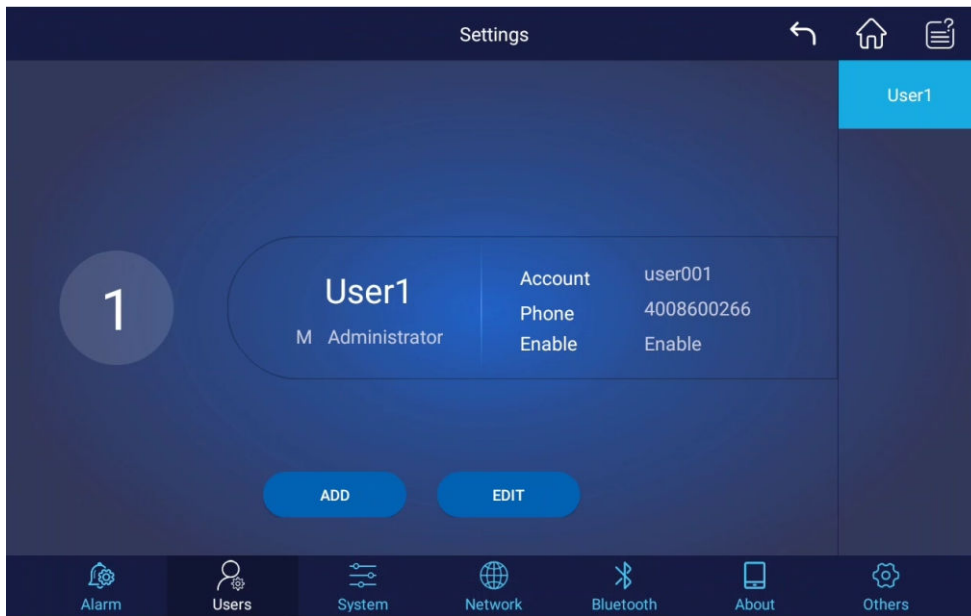 Settings
User1
1
User1
M Administrator
Account user001
Phone 4008600266
Enable Enable
ADD EDIT
Alarm Users System Network Bluetooth About Others